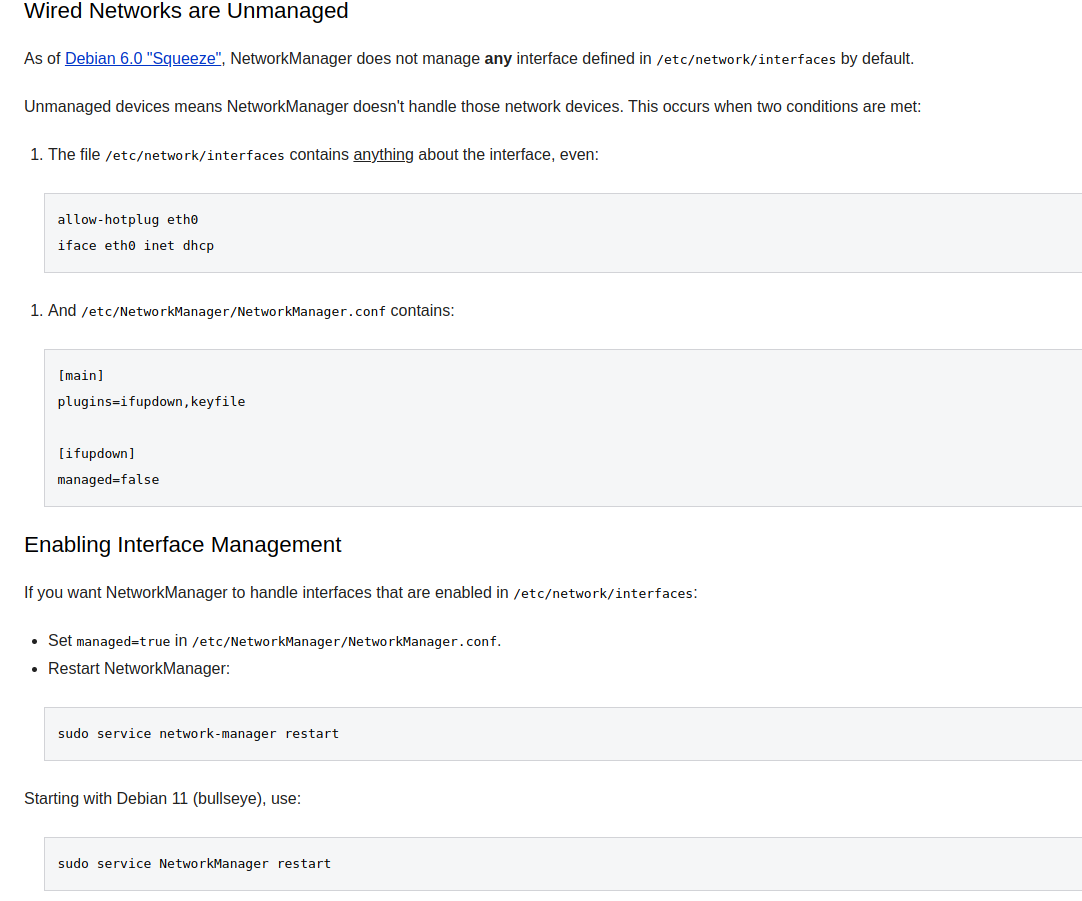 Wired Networks are Unmanaged
As of Debian 6.0 "Squeeze", NetworkManager does not manage any interface defined in /etc/network/interfaces by default.
Unmanaged devices means NetworkManager doesn't handle those network devices. This occurs when two conditions are met:
1. The file /etc/network/interfaces contains anything about the interface, even:
allow-hotplug eth0
iface eth0 inet dhcp
1. And /etc/NetworkManager/NetworkManager.conf contains:
[main]
plugins=ifupdown,keyfile
[ifupdown]
managed=false
Enabling Interface Management
If you want NetworkManager to handle interfaces that are enabled in /etc/network/interfaces:
• Set managed=true in /etc/NetworkManager/NetworkManager.conf.
• Restart NetworkManager:
sudo service network-manager restart
Starting with Debian 11 (bullseye), use:
sudo service NetworkManager restart